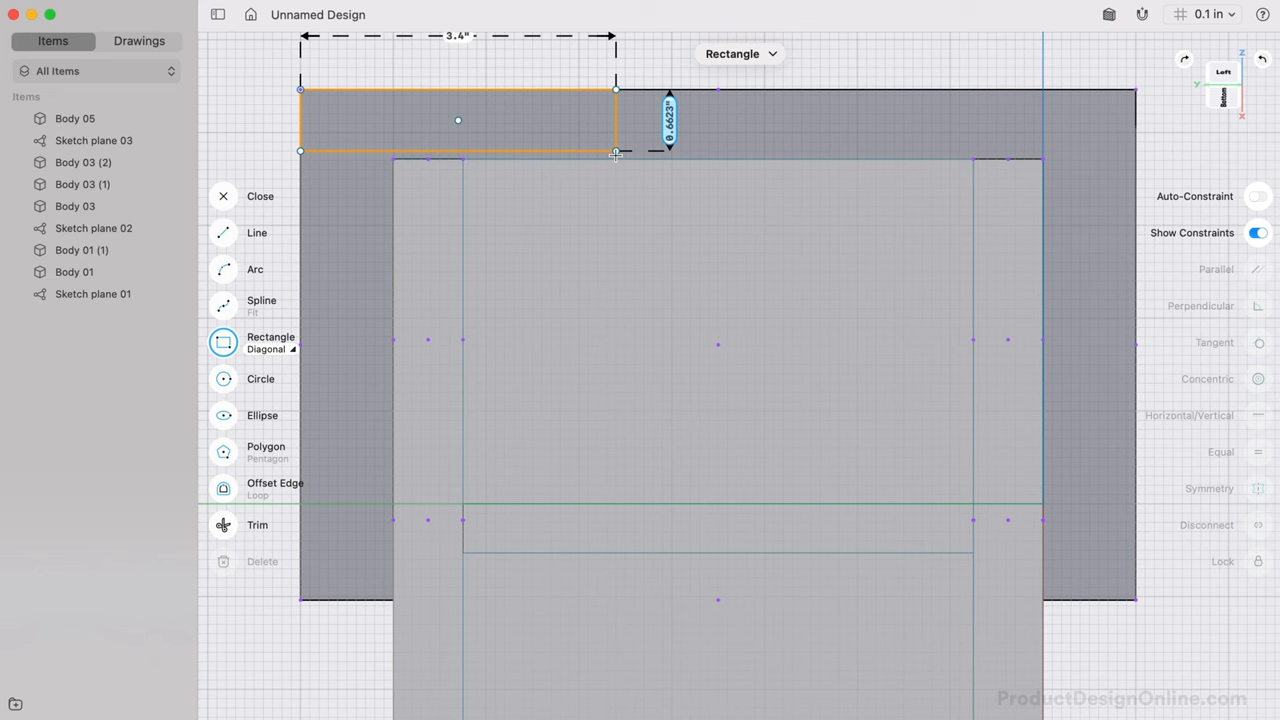 Unnamed Design
0.1 in
Items
Drawings
All Items
Items
Body 05
Sketch plane 03
Body 03 (2)
Body 03 (1)
Body 03
Sketch plane 02
Body 01 (1)
Body 01
Sketch plane 01
3.4"
Rectangle
0.6623"
Z
Left
Y
Bottom
X
Close
Line
Arc
Spline
Fit
Rectangle
Diagonal
Circle
Ellipse
Polygon
Pentagon
Offset Edge
Loop
Trim
Delete
Auto-Constraint
Show Constraints
Parallel
Perpendicular
Tangent
Concentric
Horizontal/Vertical
Equal
Symmetry
Disconnect
Lock
ProductDesignOnline.com